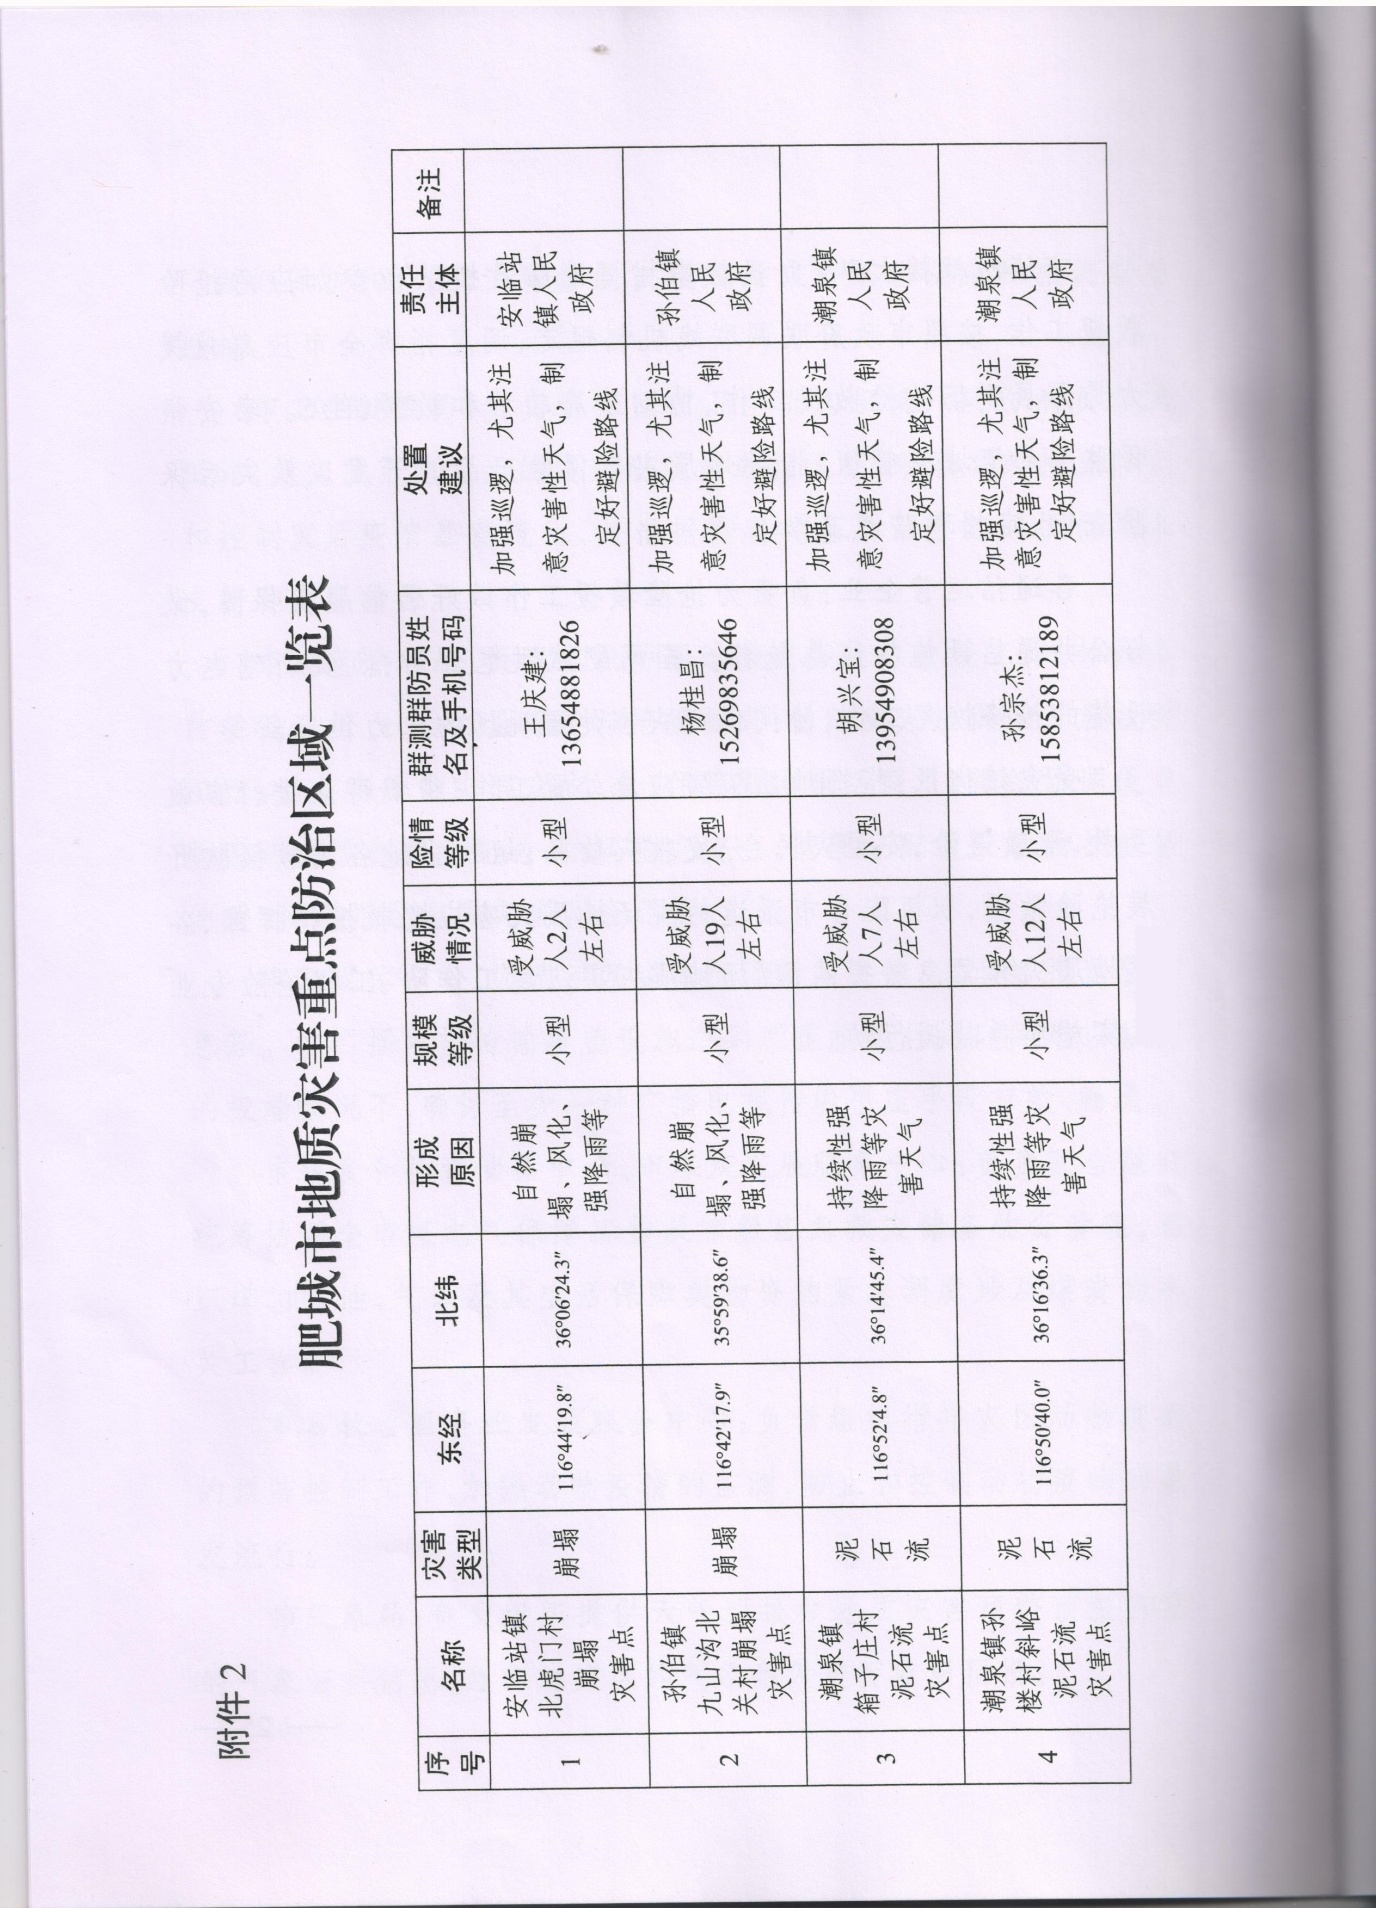 附件 2
肥城市地质灾害重点防治区域一览表
序
号
名称
灾害
类型
东经
北纬
形成
原因
规模
等级
威胁
情况
险情
等级
群测群防员姓
名及手机号码
处置
建议
责任
主体
备注
1
安临站镇
北虎门村
崩塌
灾害点
崩塌
116°44′19.8″
36°06′24.3″
自然崩
塌、风化、
强降雨等
小型
受威胁
人2人
左右
小型
王庆建:
13654881826
加强巡逻，尤其注
意灾害性天气，制
定好避险路线
安临站
镇人民
政府
2
孙伯镇
九山沟北
关村崩塌
灾害点
崩塌
116°42′17.9″
35°59′38.6″
自然崩
塌、风化、
强降雨等
小型
受威胁
人19人
左右
小型
杨桂昌：
15269835646
加强巡逻，尤其注
意灾害性天气，制
定好避险路线
孙伯镇
人民
政府
3
潮泉镇
箱子庄村
泥石流
灾害点
泥
石
流
116°52′4.8″
36°14′45.4″
持续性强
降雨等灾
害天气
小型
受威胁
人7人
左右
小型
胡兴宝：
13954908308
加强巡逻，尤其注
意灾害性天气，制
定好避险路线
潮泉镇
人民
政府
4
潮泉镇孙
楼村斜峪
泥石流
灾害点
泥
石
流
116°50′40.0″
36°16′36.3″
持续性强
降雨等灾
害天气
小型
受威胁
人12人
左右
小型
孙宗杰：
15853812189
加强巡逻，尤其注
意灾害性天气，制
定好避险路线
潮泉镇
人民
政府